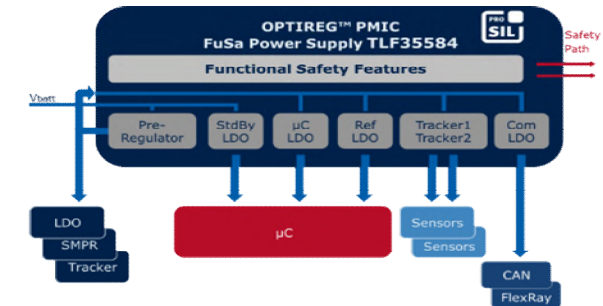 OPTIREG™ PMIC
FuSa Power Supply TLF35584
PRO
SIL
Safety
Path
Functional Safety Features
Vbatt
Pre-
Regulator
StdBy
LDO
µC
LDO
Ref
LDO
Tracker1
Tracker2
Com
LDO
LDO
SMPR
Tracker
µC
Sensors
Sensors
CAN
FlexRay